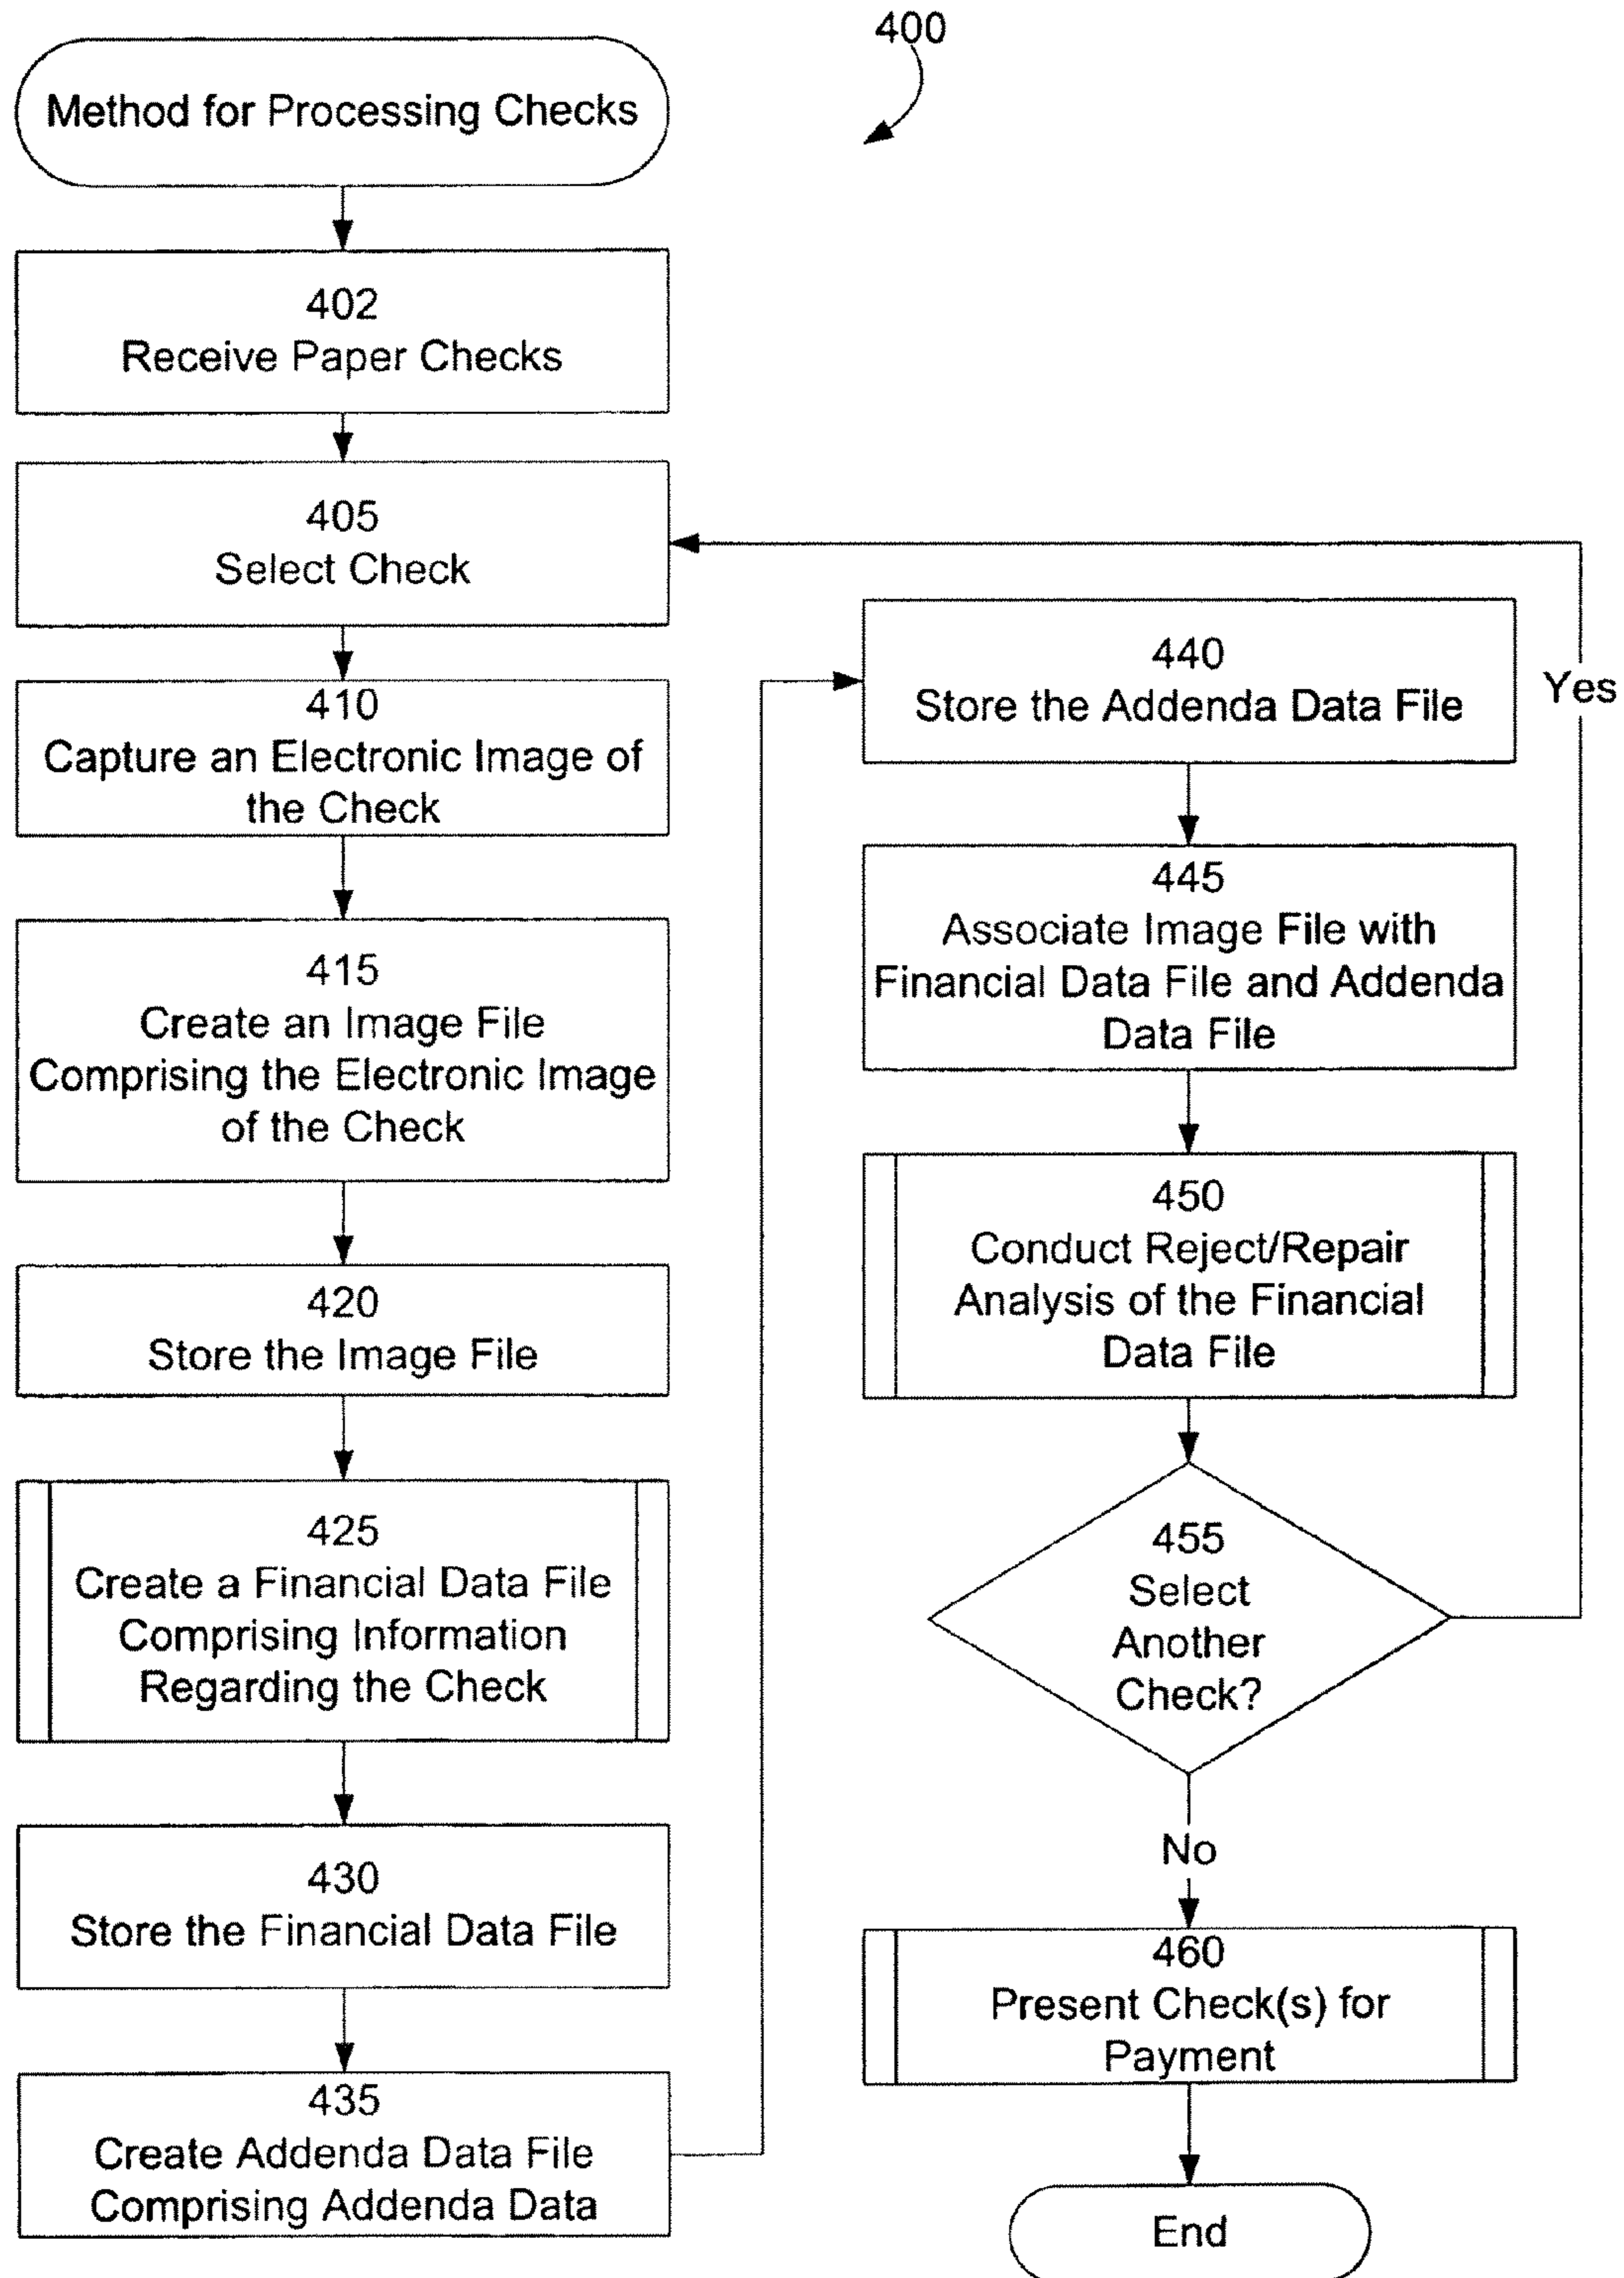 400
Method for Processing Checks
402
Receive Paper Checks
405
Select Check
410
Capture an Electronic Image of
the Check
415
Create an Image File
Comprising the Electronic Image
of the Check
420
Store the Image File
425
Create a Financial Data File
Comprising Information
Regarding the Check
430
Store the Financial Data File
435
Create Addenda Data File
Comprising Addenda Data
440
Store the Addenda Data File
Yes
445
Associate Image File with
Financial Data File and Addenda
Data File
450
Conduct Reject/Repair
Analysis of the Financial
Data File
455
Select
Another
Check?
No
460
Present Check(s) for
Payment
End